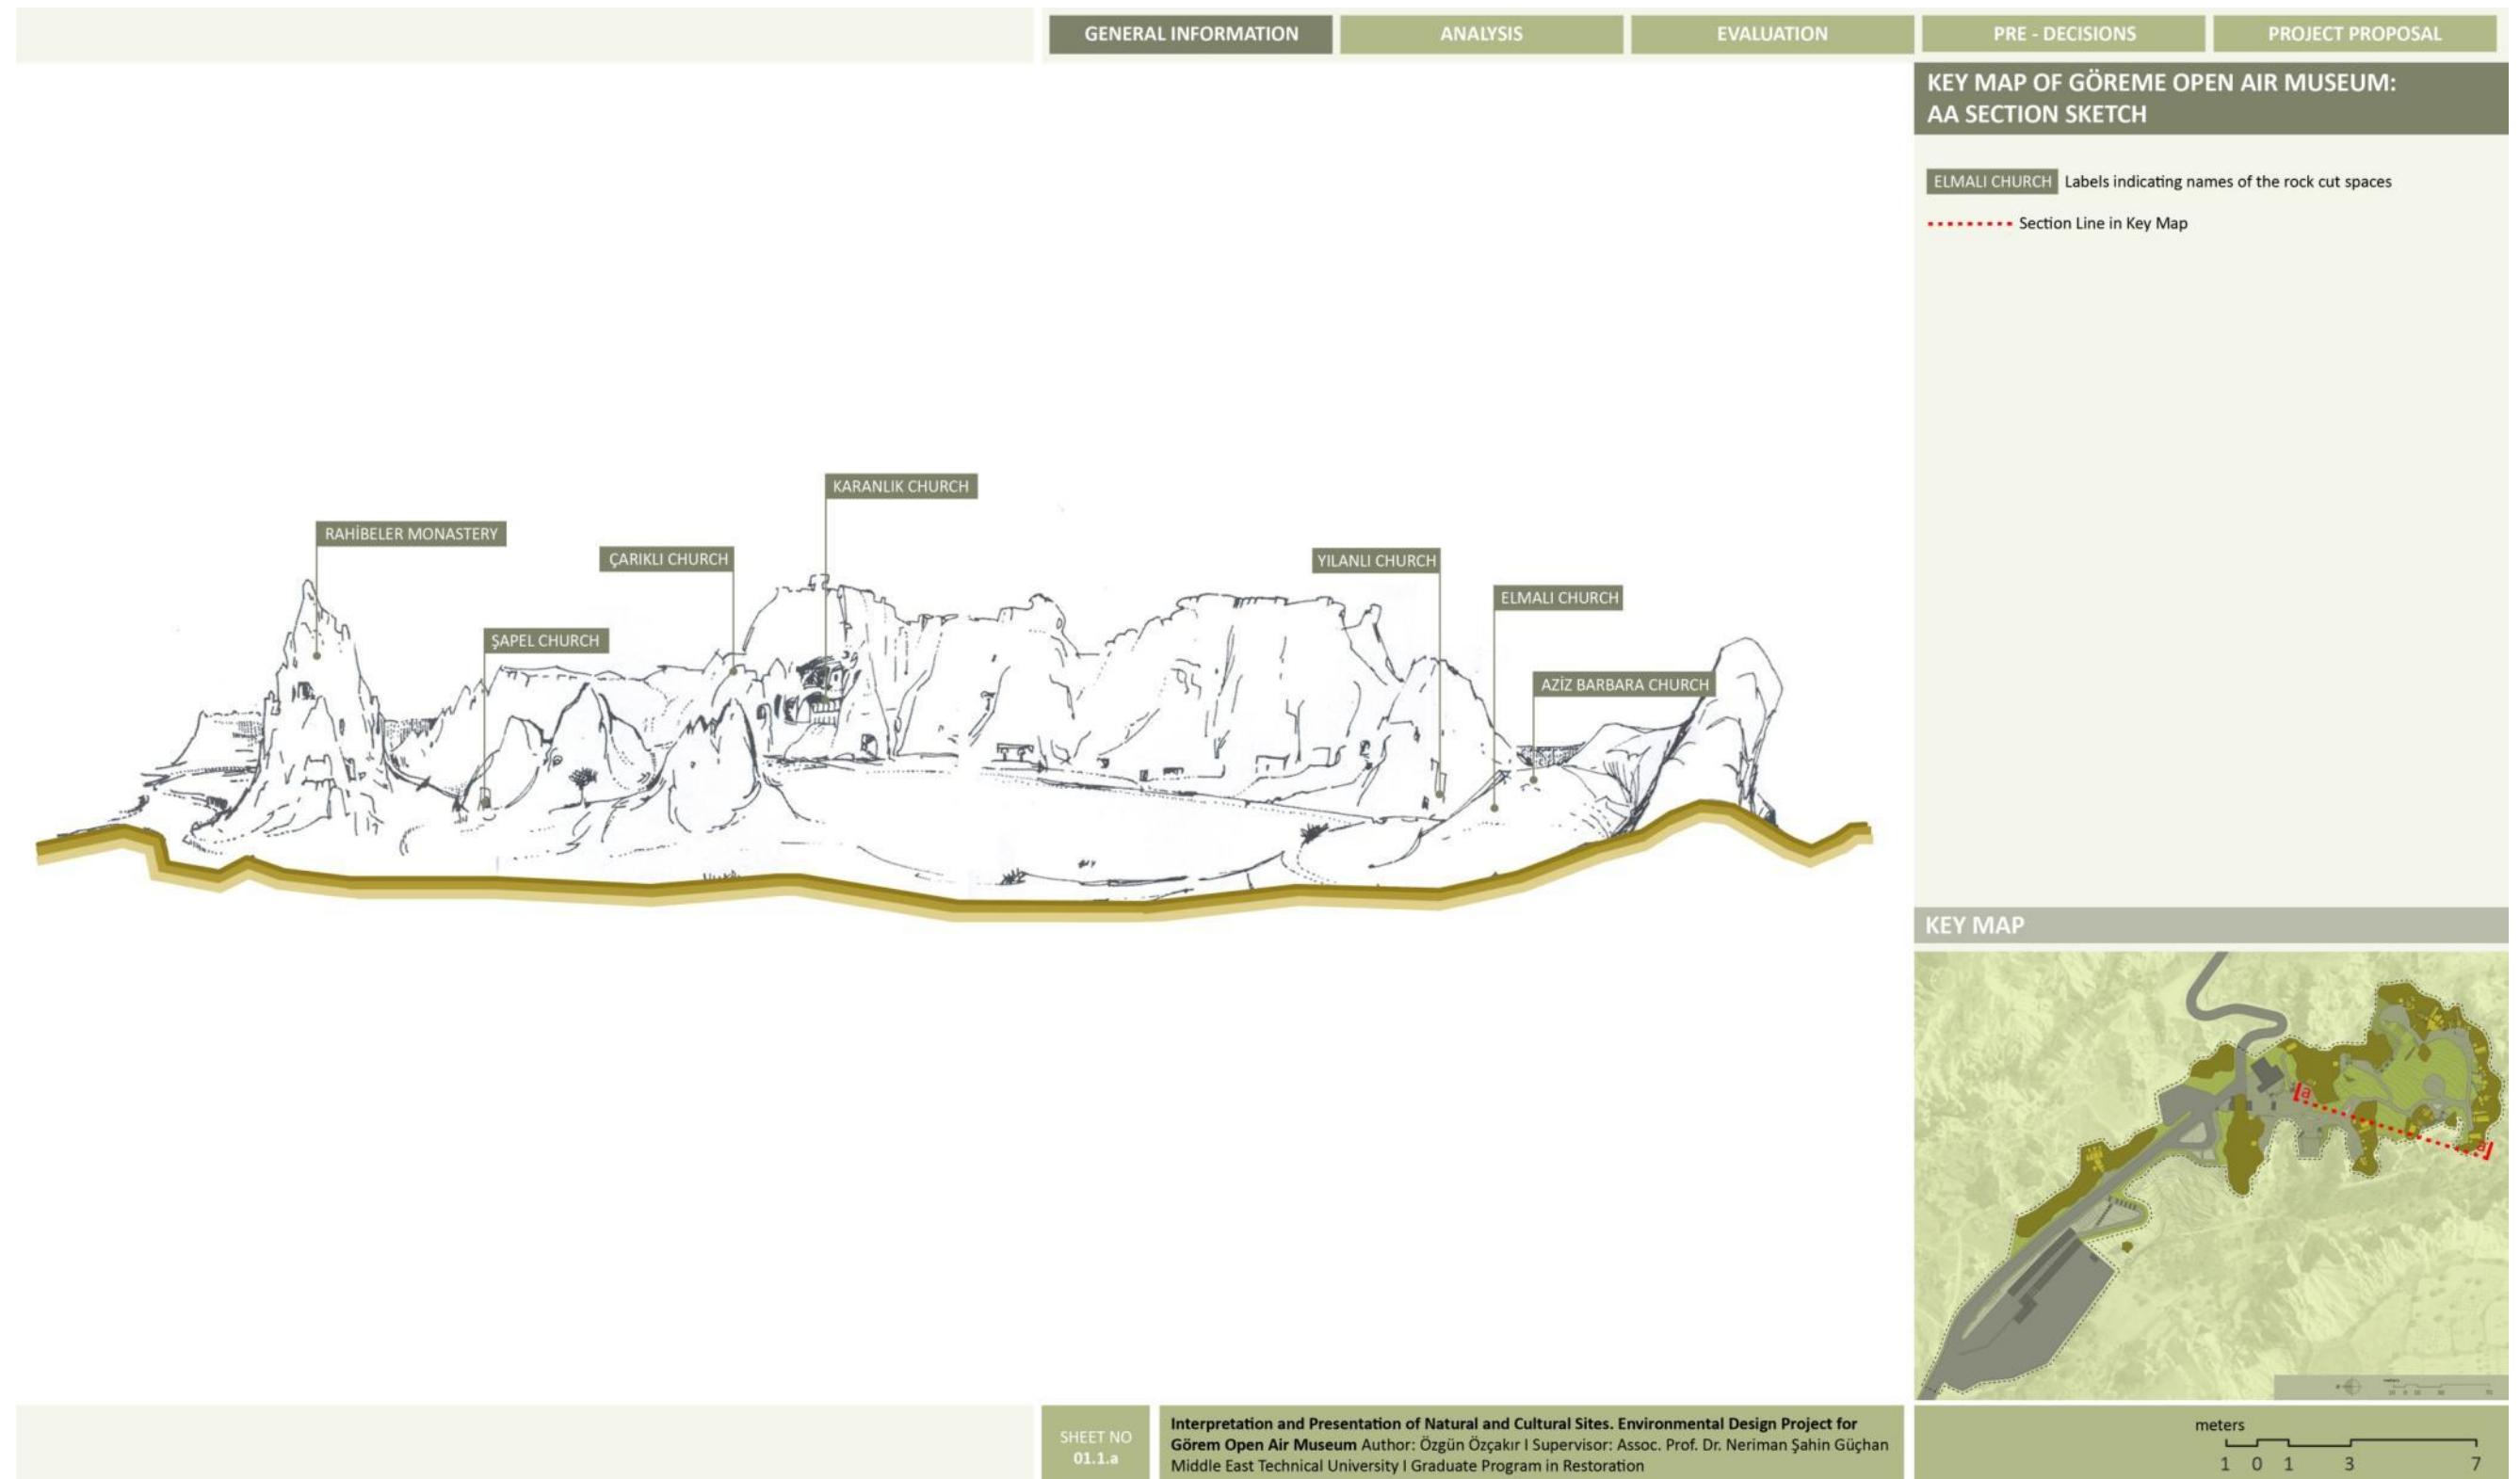 GENERAL INFORMATION
ANALYSIS
EVALUATION
PRE - DECISIONS
PROJECT PROPOSAL
KEY MAP OF GÖREME OPEN AIR MUSEUM:
AA SECTION SKETCH
ELMALI CHURCH Labels indicating names of the rock cut spaces
Section Line in Key Map
KARANLIK CHURCH
RAHİBELER MONASTERY
ÇARIKLI CHURCH
YILANLI CHURCH
ELMALI CHURCH
ŞAPEL CHURCH
AZİZ BARBARA CHURCH
KEY MAP
a
a
meters
SHEET NO
01.1.a
Interpretation and Presentation of Natural and Cultural Sites. Environmental Design Project for
Görem Open Air Museum Author: Özgün Özçakır I Supervisor: Assoc. Prof. Dr. Neriman Şahin Güçhan
Middle East Technical University I Graduate Program in Restoration
meters
1 0 1 3 7